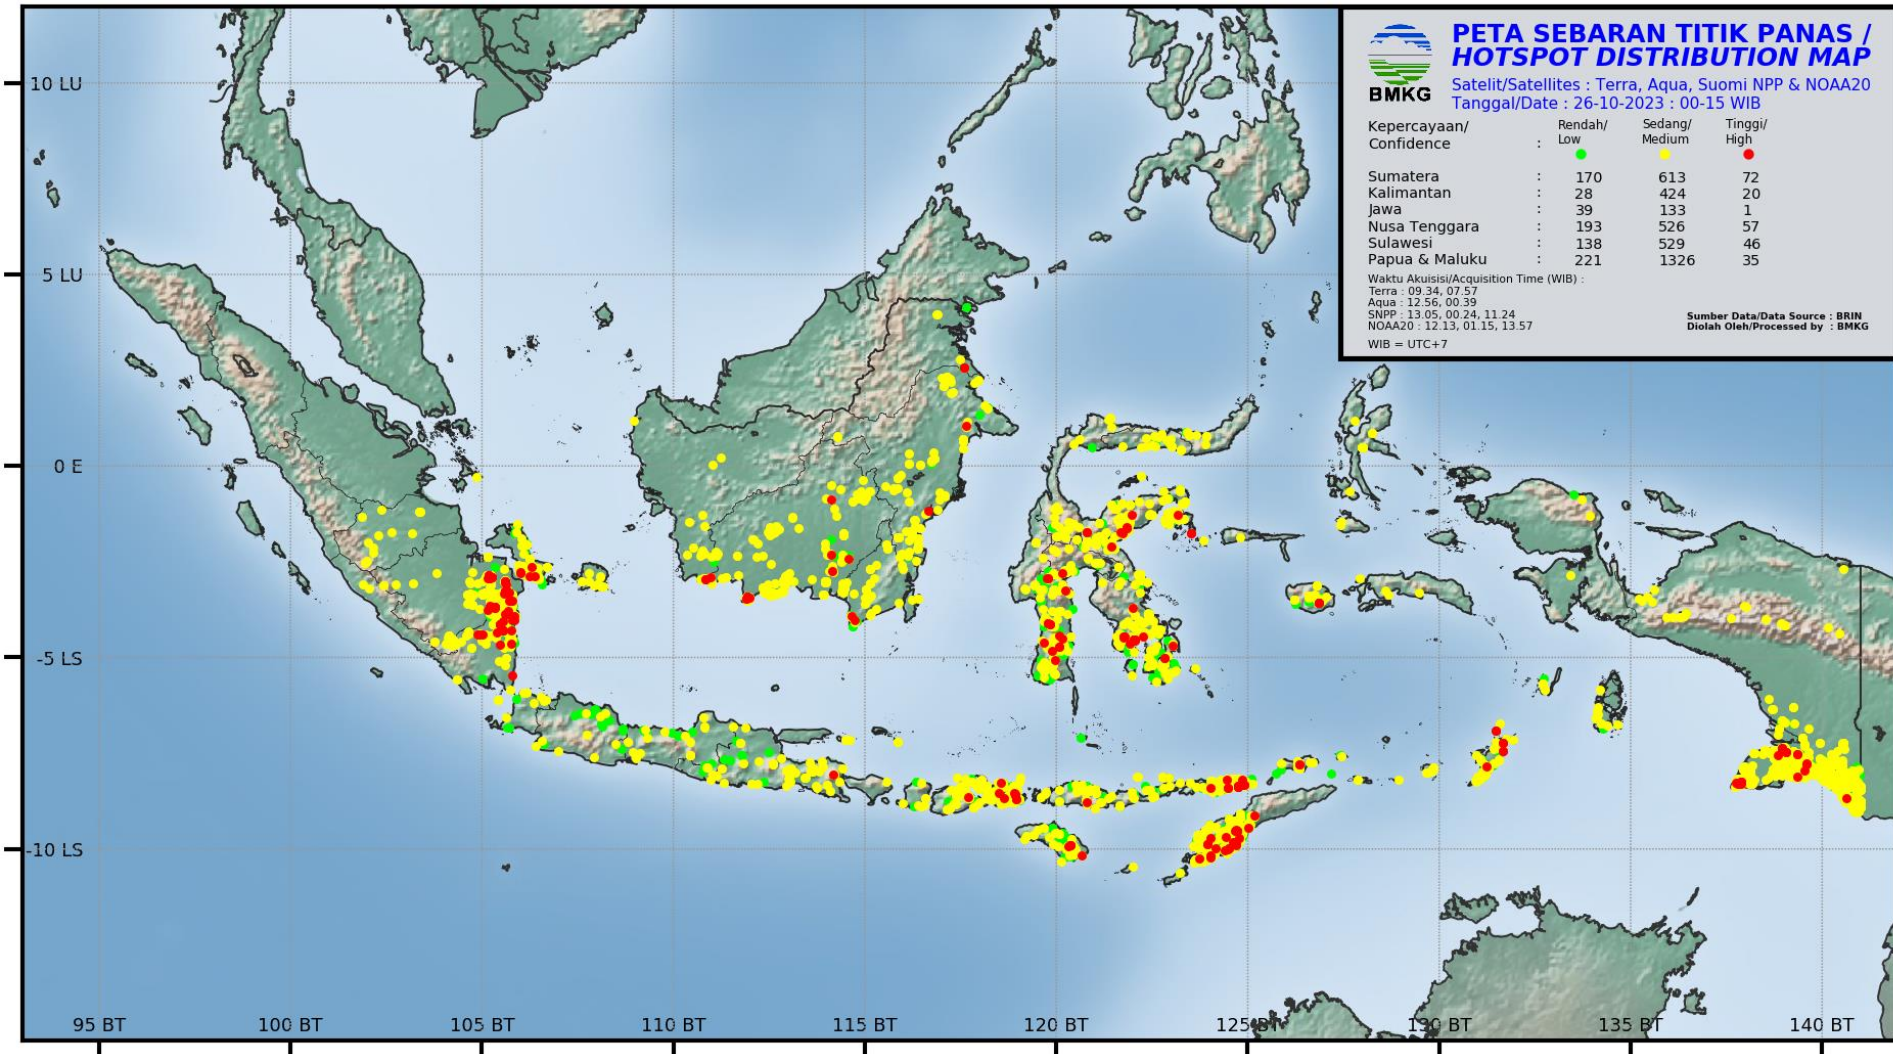 PETA SEBARAN TITIK PANAS /
HOTSPOT DISTRIBUTION MAP
Satelit/Satellites : Terra, Aqua, Suomi NPP & NOAA20
Tanggal/Date : 26-10-2023 : 00-15 WIB
BMKG
Kepercayaan/ Rendah/ Sedang/ Tinggi/
Confidence : Low Medium High
Sumatera : 170 613 72
Kalimantan : 28 424 20
Jawa : 39 133 1
Nusa Tenggara : 193 526 57
Sulawesi : 138 529 46
Papua & Maluku : 221 1326 35
Waktu Akuisisi/Acquisition Time (WIB) :
Terra : 09.34, 07.57
Aqua : 12.56, 00.39
SNPP : 13.05, 00.24, 11.24
NOAA20 : 12.13, 01.15, 13.57
WIB = UTC+7
Sumber Data/Data Source : BRIN
Diolah Oleh/Processed by : BMKG
10 LU
5 LU
0 E
-5 LS
-10 LS
95 BT 100 BT 105 BT 110 BT 115 BT 120 BT 125 BT 130 BT 135 BT 140 BT